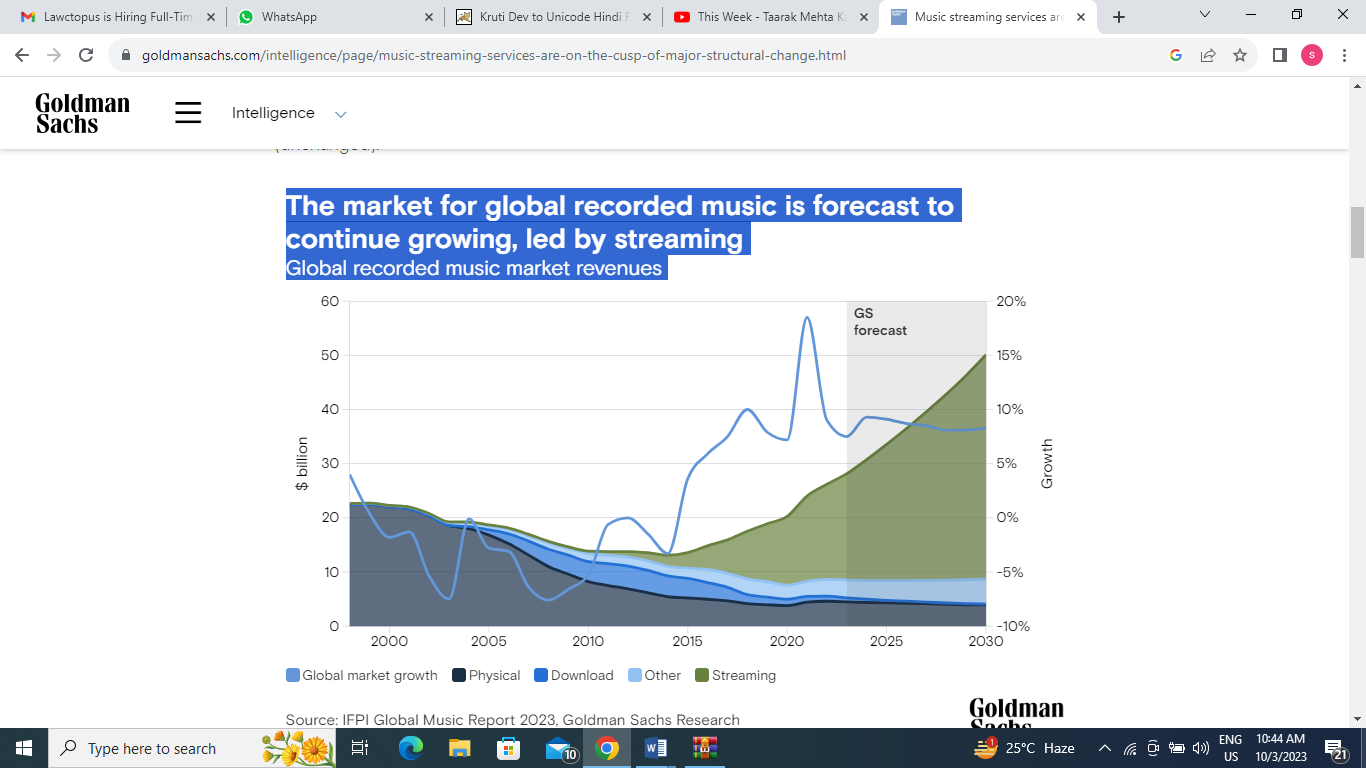 Lawctopus is Hiring Full-Tim
WhatsApp
Kruti Dev to Unicode Hindi F
This Week - Taarak Mehta K
Music streaming services are
goldmansachs.com/intelligence/page/music-streaming-services-are-on-the-cusp-of-major-structural-change.html
S
Goldman
Sachs
Intelligence
(unchanged).
The market for global recorded music is forecast to
continue growing, led by streaming
Global recorded music market revenues
60
50
40
30
20
10
0
$ billion
GS
forecast
20%
15%
10%
5%
0%
-5%
-10%
Growth
2000 2005 2010 2015 2020 2025 2030
Global market growth Physical Download Other Streaming
Source: IFPI Global Music Report 2023, Goldman Sachs Research
Goldman
Sachs
Type here to search
10
1
25°C Haze
ENG
US
10:44 AM
10/3/2023
21